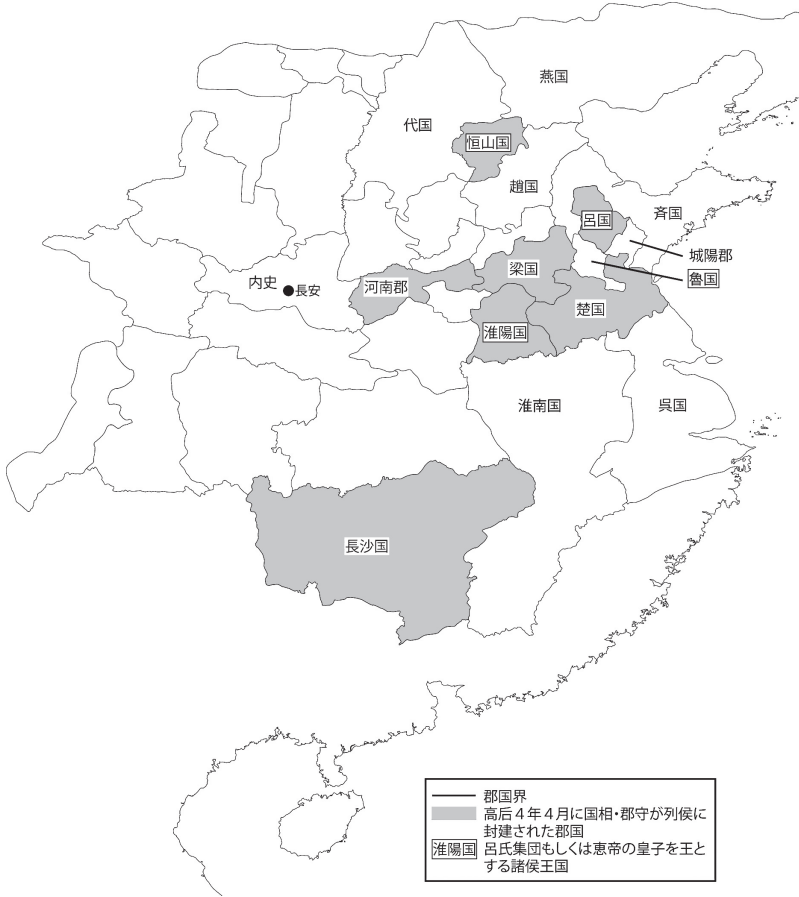 燕国
代国
恒山国
趙国
呂国
斉国
城陽郡
魯国
内史
長安
河南郡
梁国
楚国
淮陽国
淮南国
呉国
長沙国
郡国界
高后4年4月に国相・郡守が列侯に
封建された郡国
淮陽国 呂氏集団もしくは恵帝の皇子を王と
する諸侯王国